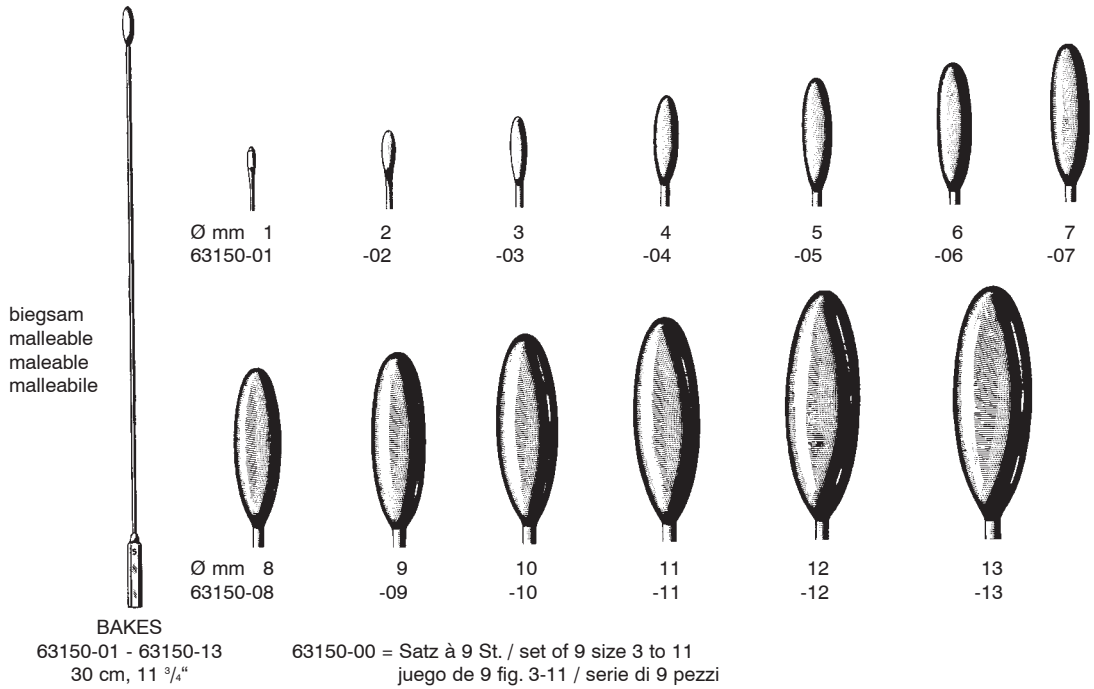 Ø mm 1 2 3 4 5 6 7
63150-01 -02 -03 -04 -05 -06 -07
biegsam
malleable
maleable
malleabile
5
Ø mm 8 9 10 11 12 13
63150-08 -09 -10 -11 -12 -13
BAKES
63150-01 - 63150-13
30 cm, 11 3/4“
63150-00 = Satz à 9 St. / set of 9 size 3 to 11
juego de 9 fig. 3-11 / serie di 9 pezzi